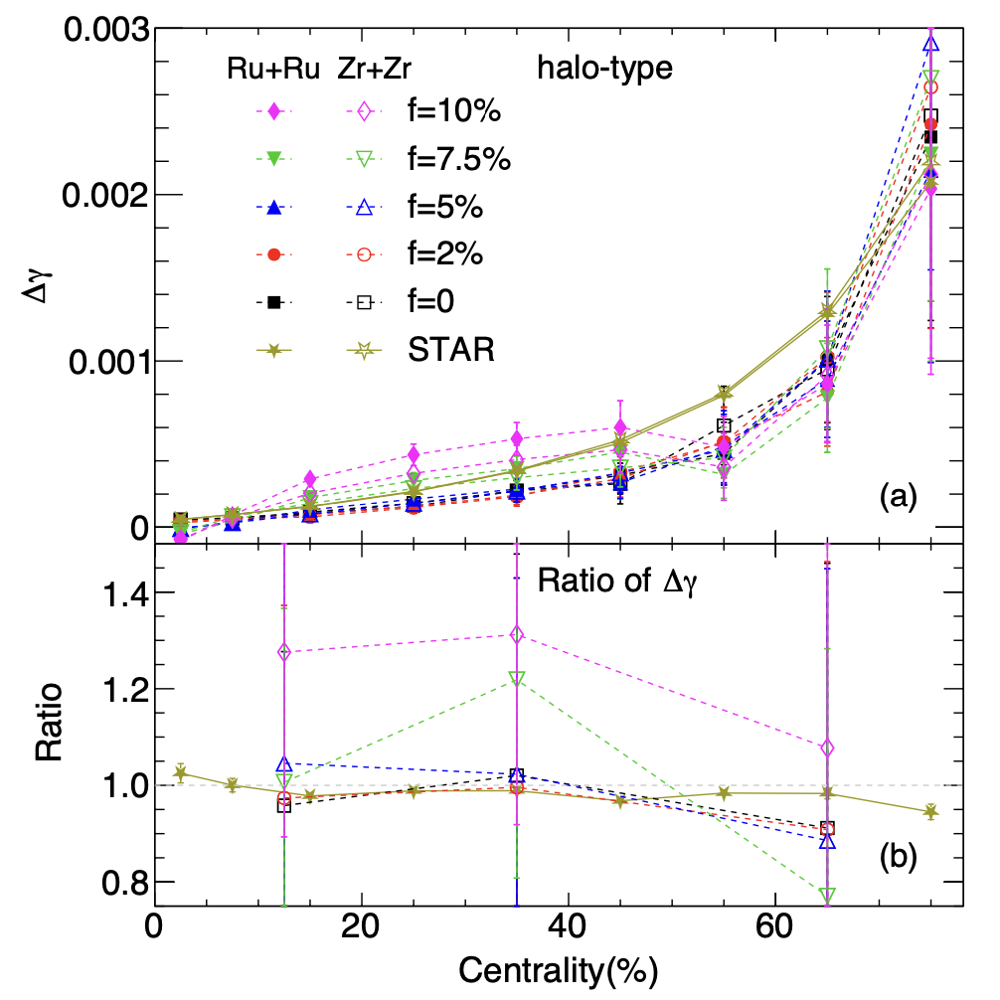 0.003
0.002
0.001
0
Δγ
Ru+Ru Zr+Zr
halo-type
f=10%
f=7.5%
f=5%
f=2%
f=0
STAR
(a)
Ratio of Δγ
1.4
1.2
1.0
0.8
Ratio
(b)
0 20 40 60
Centrality(%)